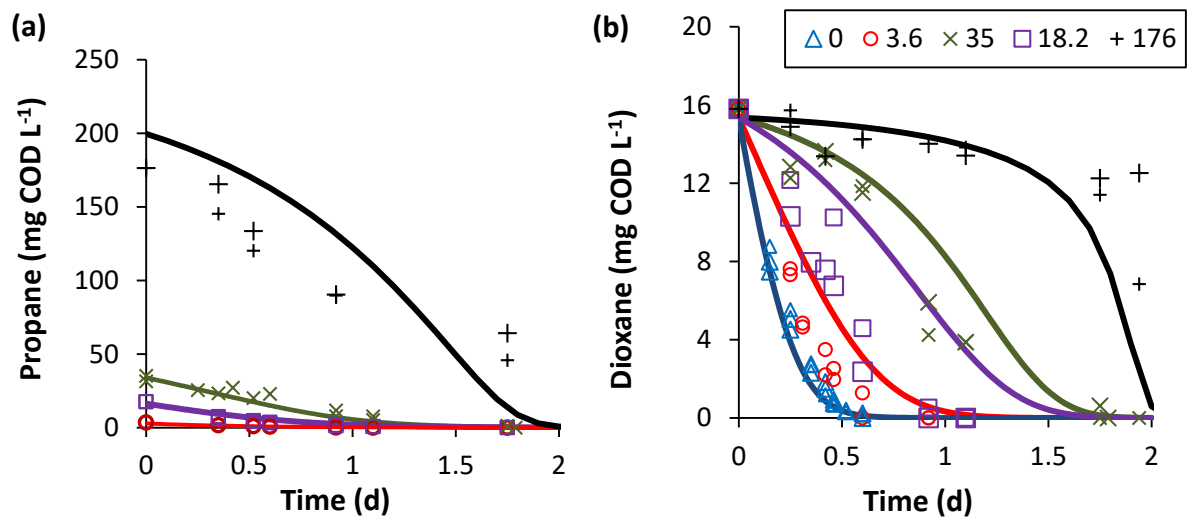 (a)
250
200
150
100
50
0
Propane (mg COD L-1)
0 0.5 1 1.5 2
Time (d)
(b)
0 3.6 35 18.2 176
20
16
12
8
4
0
Dioxane (mg COD L-1)
0 0.5 1 1.5 2
Time (d)